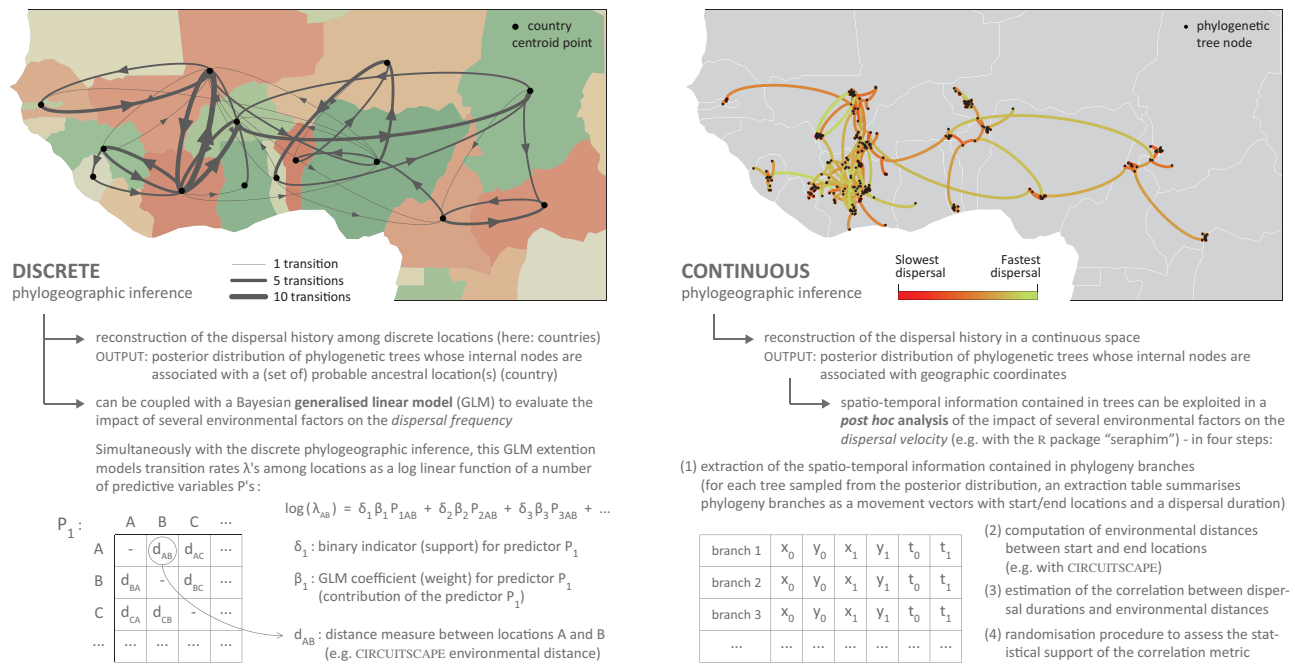 country
centroid point
DISCRETE
phylogeographic inference
1 transition
5 transitions
10 transitions
reconstruction of the dispersal history among discrete locations (here: countries)
OUTPUT: posterior distribution of phylogenetic trees whose internal nodes are
associated with a (set of) probable ancestral location(s) (country)
can be coupled with a Bayesian generalised linear model (GLM) to evaluate the
impact of several environmental factors on the dispersal frequency
Simultaneously with the discrete phylogeographic inference, this GLM extention
models transition rates λ's among locations as a log linear function of a number
of predictive variables P's :
log (λAB) = δ1 β1 P1AB + δ2 β2 P2AB + δ3 β3 P3AB + ...
P1 :
A B C ...
A - dAB dAC ...
B dBA - dBC ...
C dCA dCB - ...
... ... ... ... ...
δ1 : binary indicator (support) for predictor P1
β1 : GLM coefficient (weight) for predictor P1
(contribution of the predictor P1)
dAB : distance measure between locations A and B
(e.g. CIRCUITSCAPE environmental distance)
phylogenetic
tree node
CONTINUOUS
phylogeographic inference
Slowest
dispersal
Fastest
dispersal
reconstruction of the dispersal history in a continuous space
OUTPUT: posterior distribution of phylogenetic trees whose internal nodes are
associated with geographic coordinates
spatio-temporal information contained in trees can be exploited in a
post hoc analysis of the impact of several environmental factors on the
dispersal velocity (e.g. with the R package “seraphim”) - in four steps:
(1) extraction of the spatio-temporal information contained in phylogeny branches
(for each tree sampled from the posterior distribution, an extraction table summarises
phylogeny branches as a movement vectors with start/end locations and a dispersal duration)
branch 1 x0 y0 x1 y1 t0 t1
branch 2 x0 y0 x1 y1 t0 t1
branch 3 x0 y0 x1 y1 t0 t1
... ... ... ... ... ... ...
(2) computation of environmental distances
between start and end locations
(e.g. with CIRCUITSCAPE)
(3) estimation of the correlation between disper-
sal durations and environmental distances
(4) randomisation procedure to assess the stat-
istical support of the correlation metric